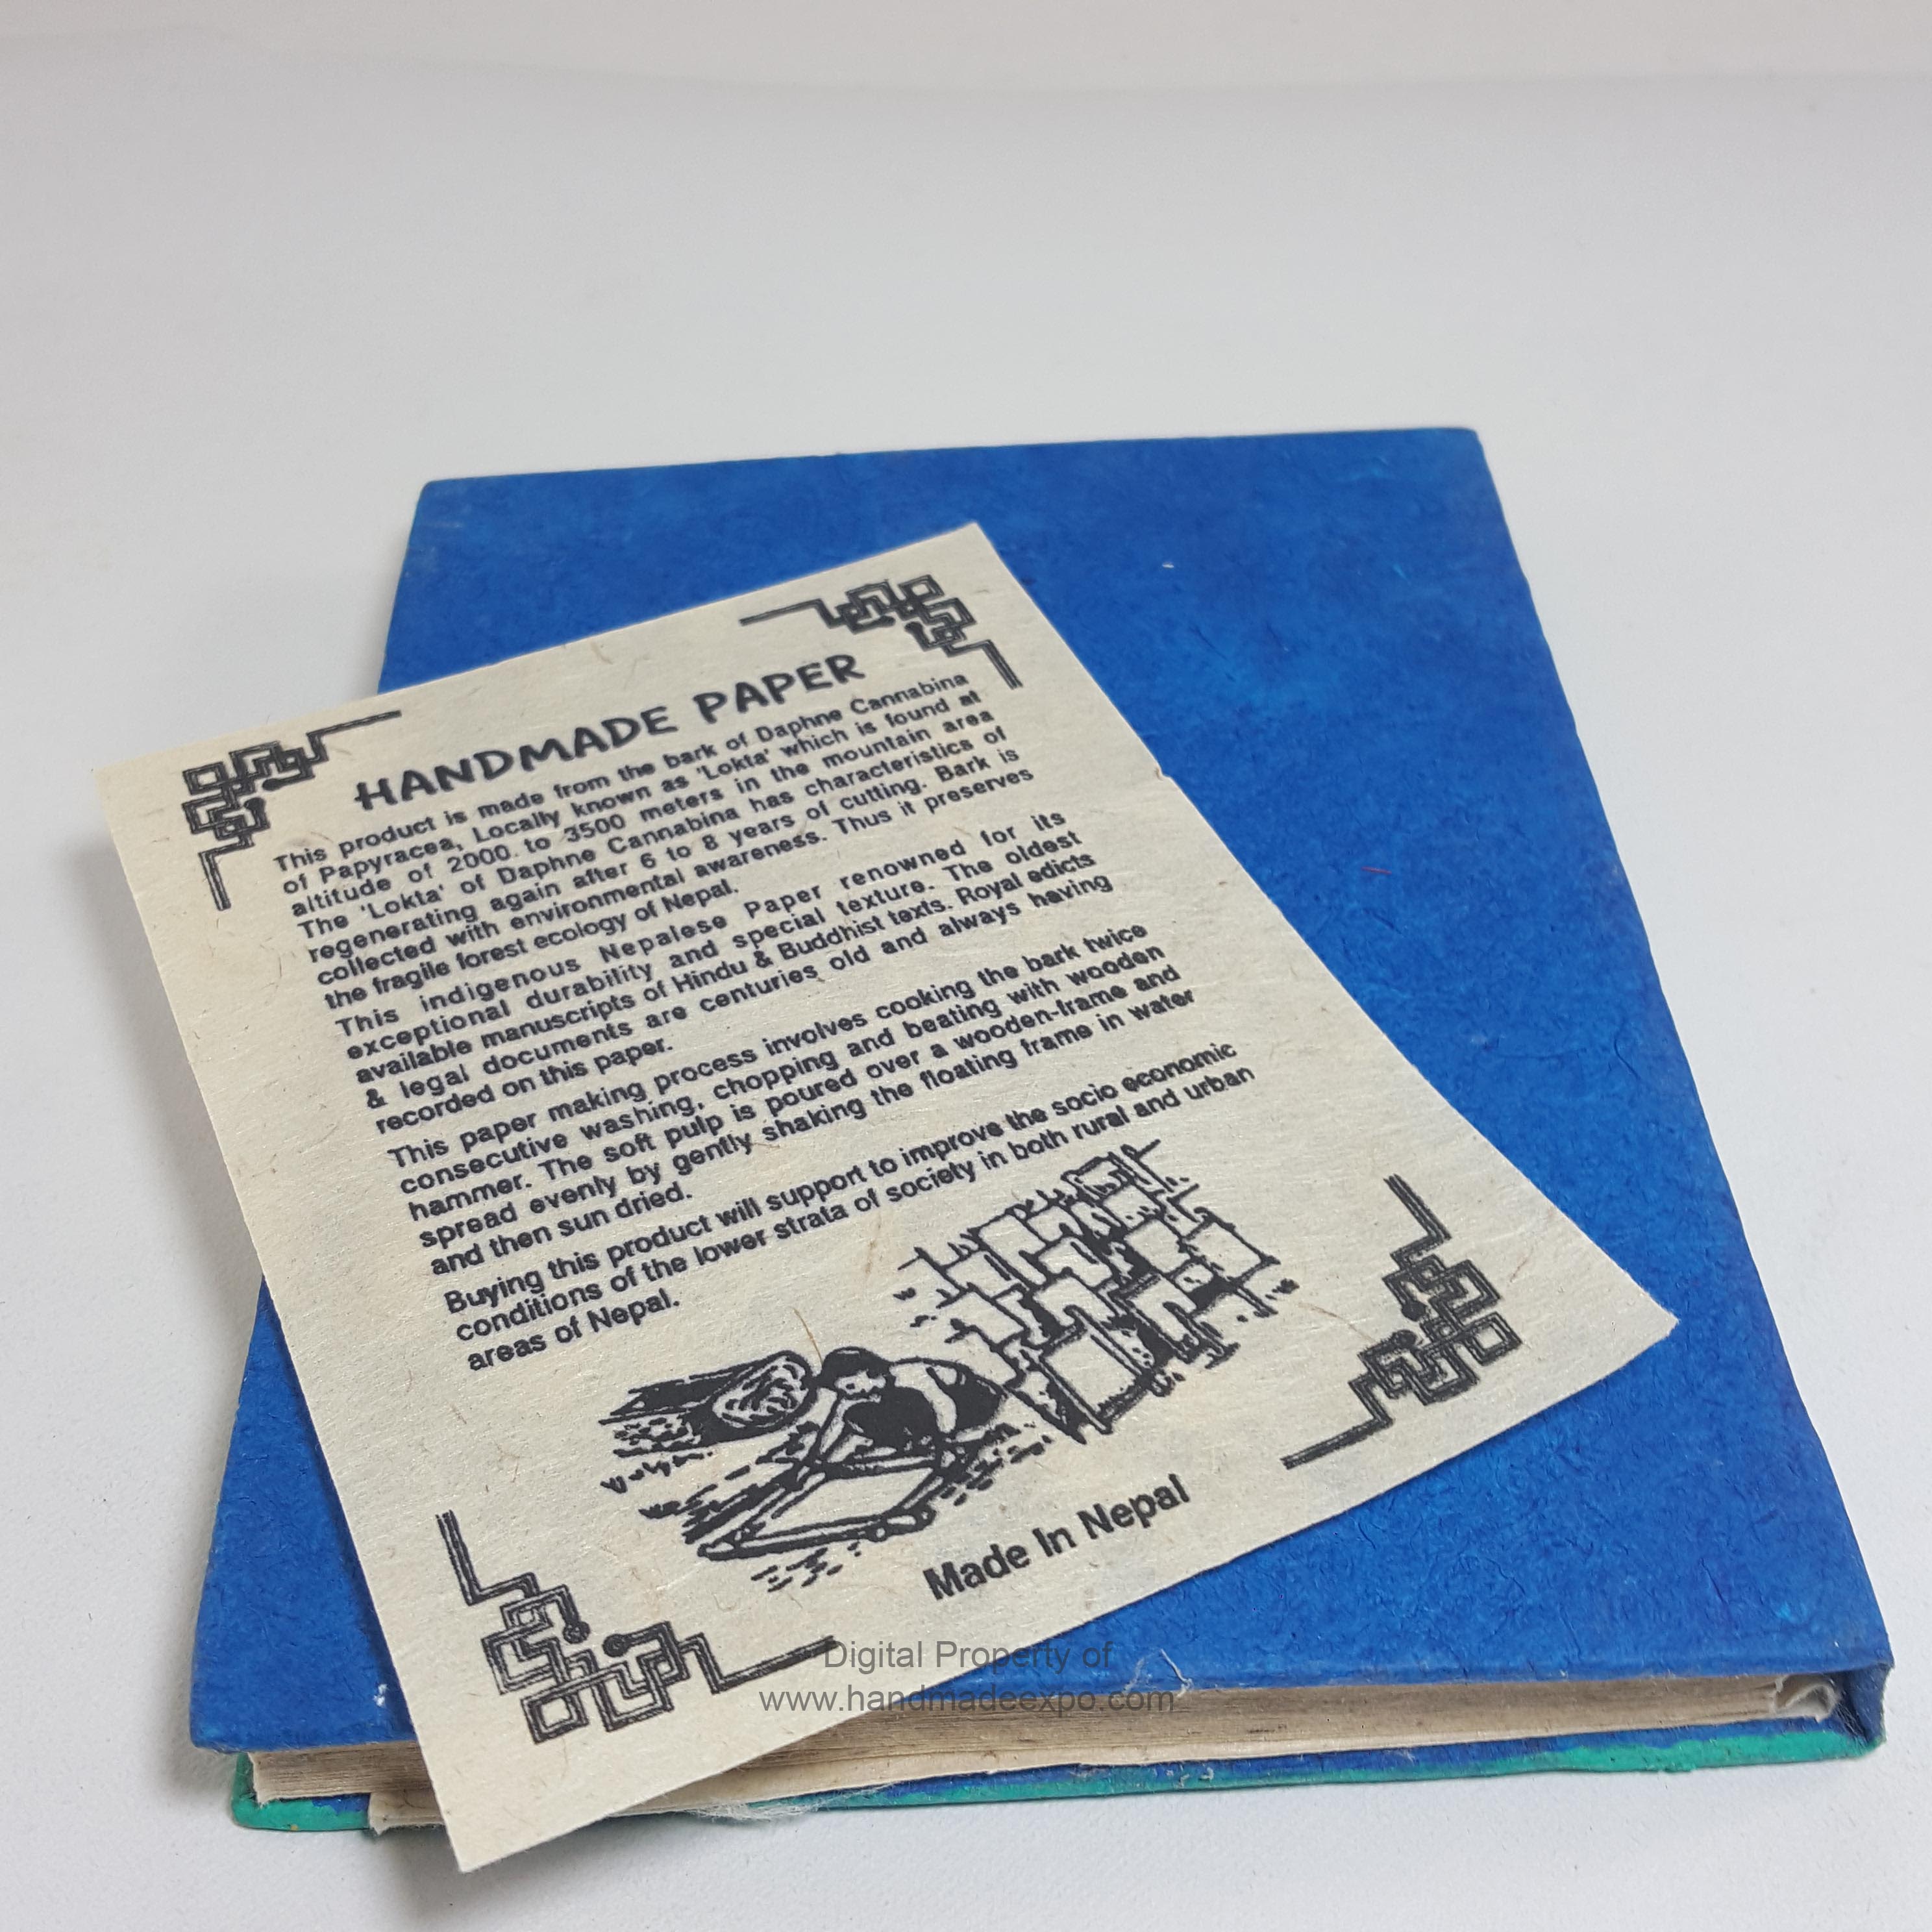 HANDMADE PAPER
This product is made from the bark of Daphne Cannabina
of Papyracea, Locally known as 'Lokta' which is found at
altitude of 2000. to 3500 meters in the mountain area
The 'Lokta' of Daphne Cannabina has characteristics of
regenerating again after 6 to 8 years of cutting. Bark is
collected with environmental awareness. Thus it preserves
the fragile forest ecology of Nepal.
This indigenous Nepalese Paper renowned for its
exceptional durability and special texture. The oldest
available manuscripts of Hindu & Buddhist texts. Royal edicts
& legal documents are centuries old and always having
recorded on this paper.
This paper making process involves cooking the bark twice
consecutive washing, chopping and beating with wooden
hammer. The soft pulp is poured over a wooden-frame and
spread evenly by gently shaking the floating frame in water
and then sun dried.
Buying this product will support to improve the socio economic
conditions of the lower strata of society in both rural and urban
areas of Nepal.
Made In Nepal
Digital Property of
www.handmadeexpo.com